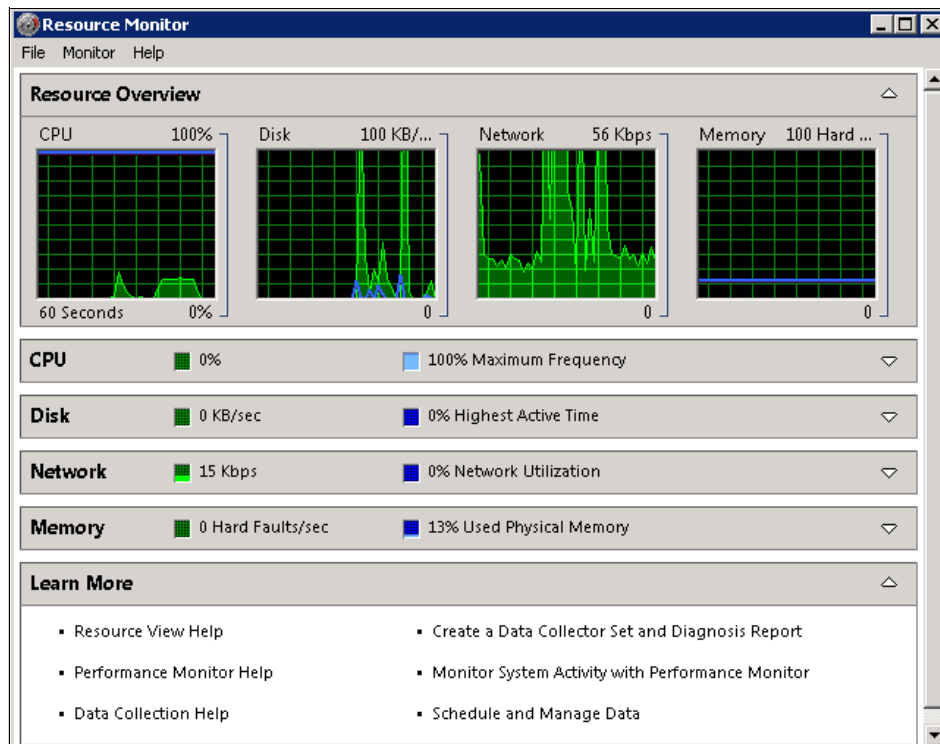 Resource Monitor
File Monitor Help
Resource Overview
CPU 100% Disk 100 KB/... Network 56 Kbps Memory 100 Hard ...
60 Seconds 0% 0 0 0
CPU 0% 100% Maximum Frequency
Disk 0 KB/sec 0% Highest Active Time
Network 15 Kbps 0% Network Utilization
Memory 0 Hard Faults/sec 13% Used Physical Memory
Learn More
▪ Resource View Help ▪ Create a Data Collector Set and Diagnosis Report
▪ Performance Monitor Help ▪ Monitor System Activity with Performance Monitor
▪ Data Collection Help ▪ Schedule and Manage Data